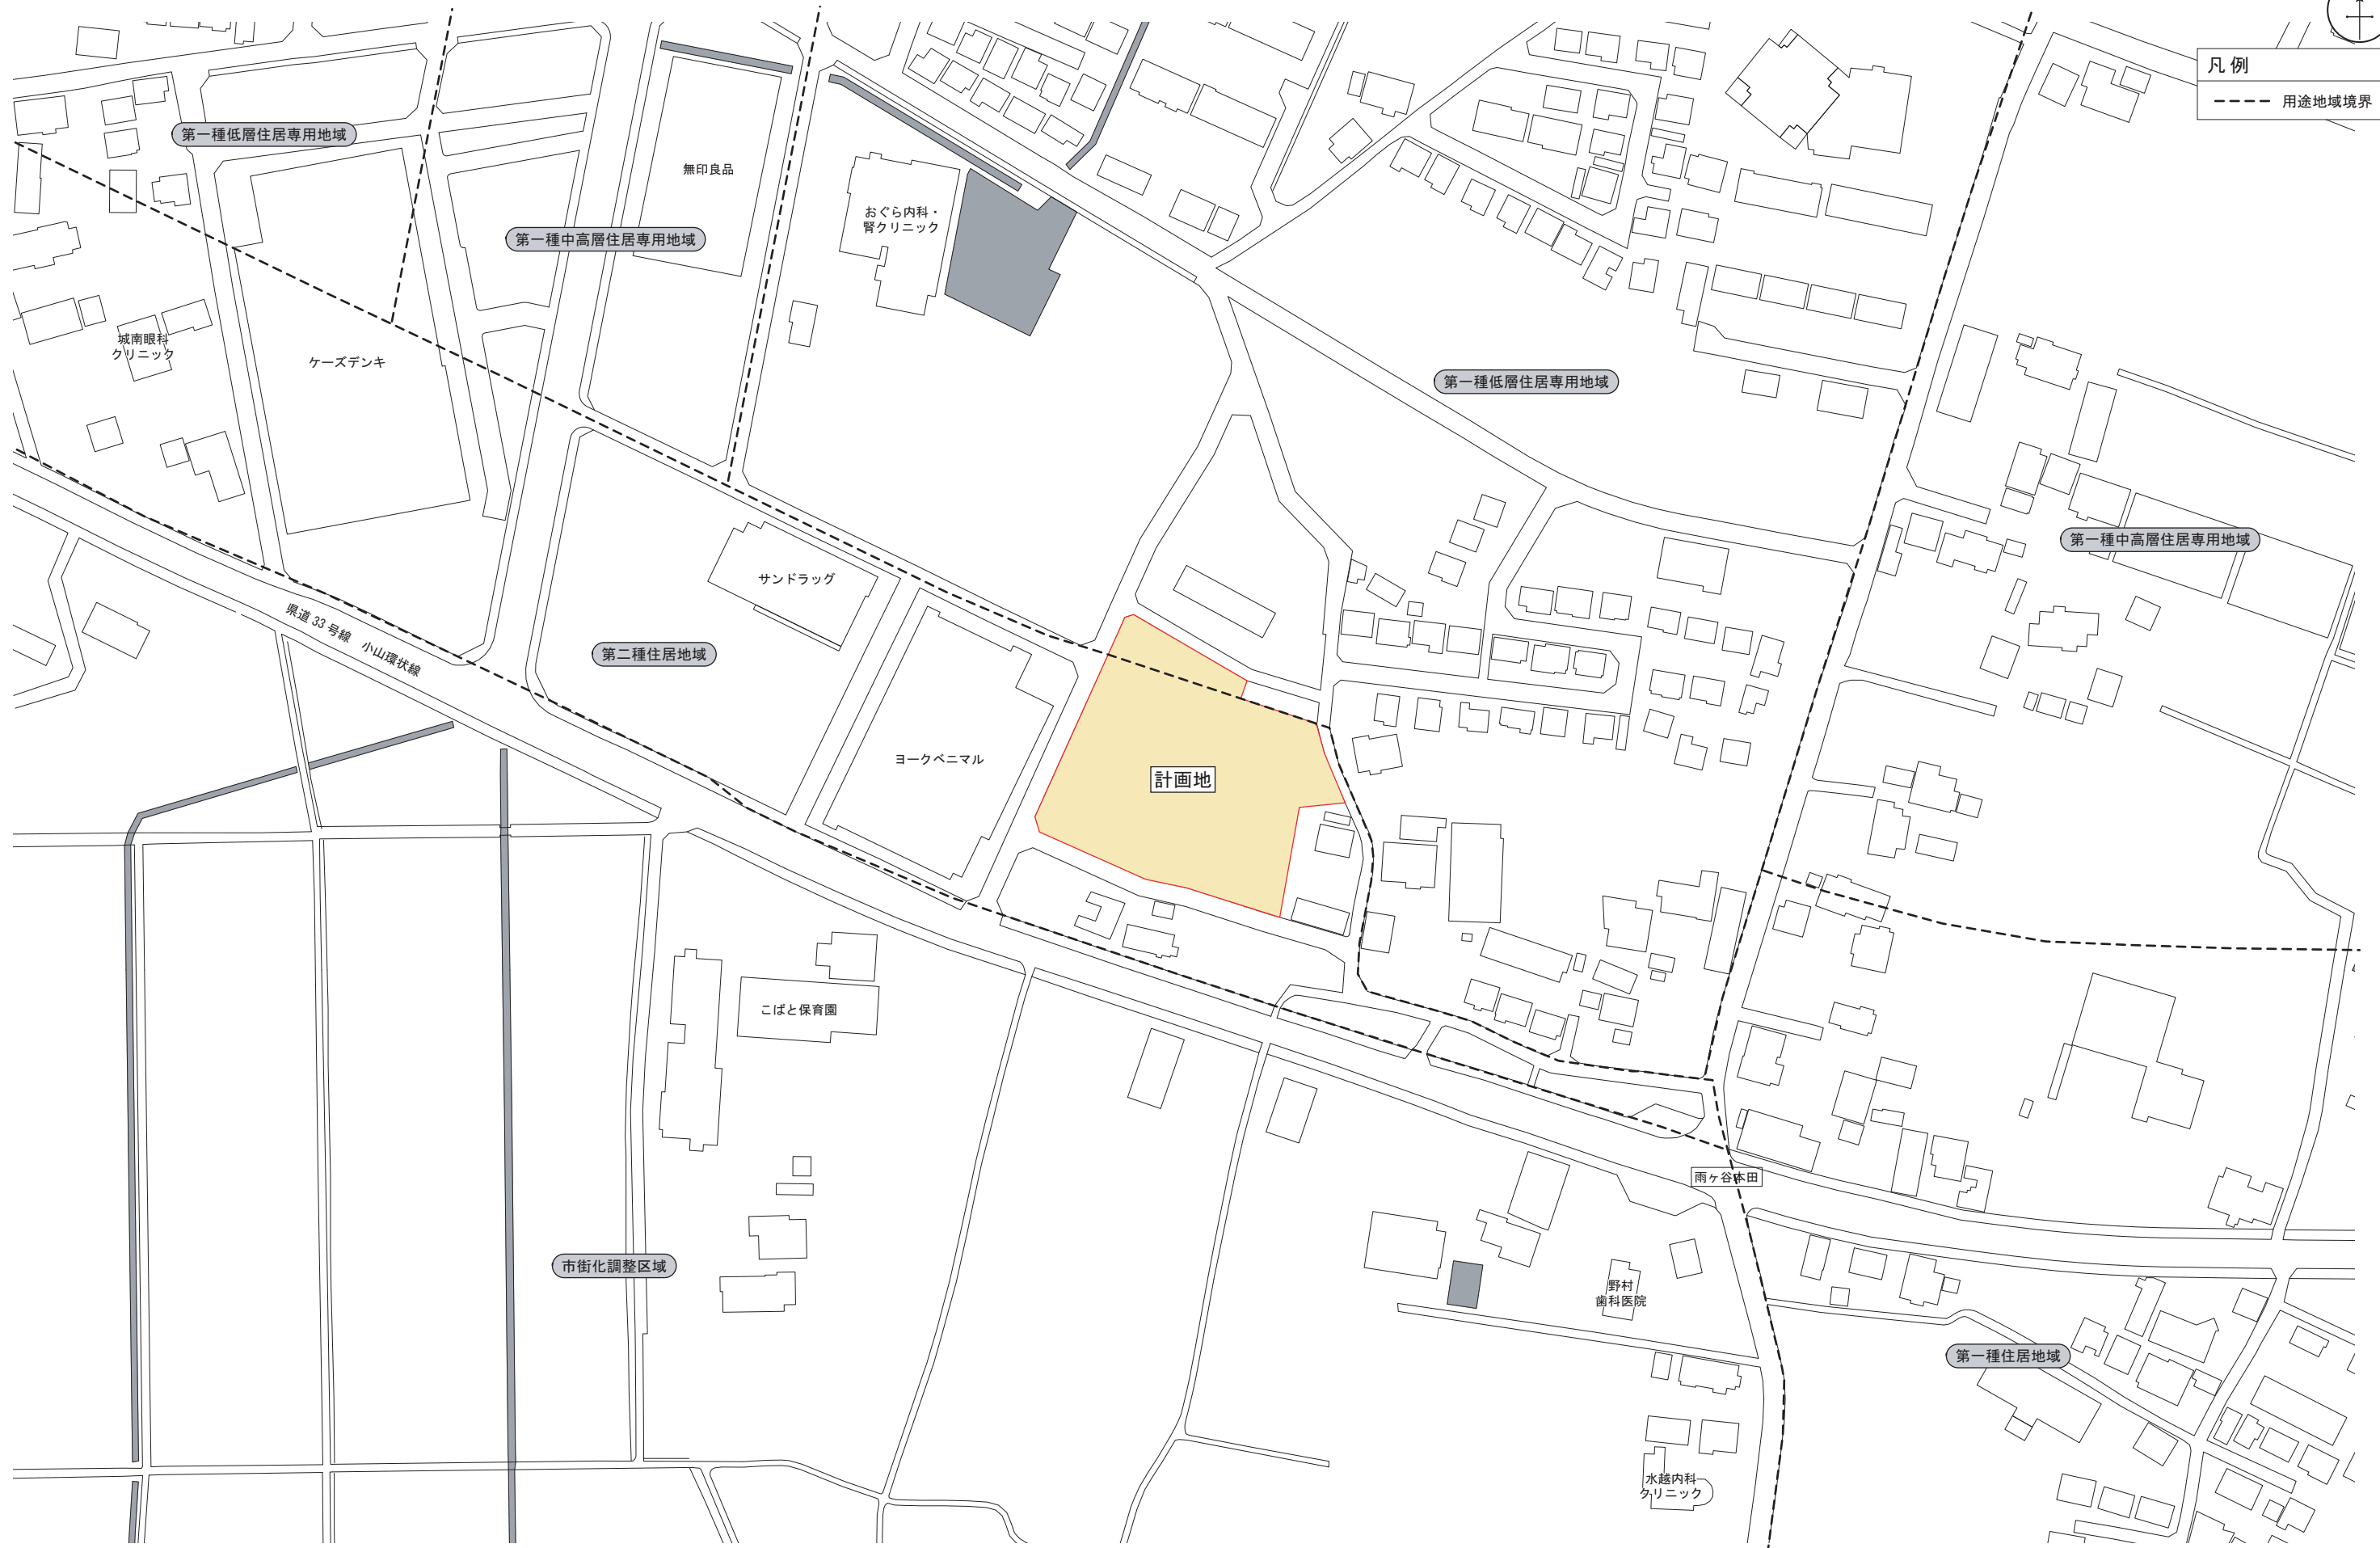 凡 例
用途地域境界
第一種低層住居専用地域
無印良品
おぐら内科・
腎クリニック
第一種中高層住居専用地域
城南眼科
クリニック
ケーズデンキ
第一種低層住居専用地域
第一種中高層住居専用地域
サンドラッグ
県道 33 号線 小山環状線
第二種住居地域
ヨークベニマル
計画地
こばと保育園
雨ヶ谷本田
市街化調整区域
野村
歯科医院
第一種住居地域
水越内科
クリニック